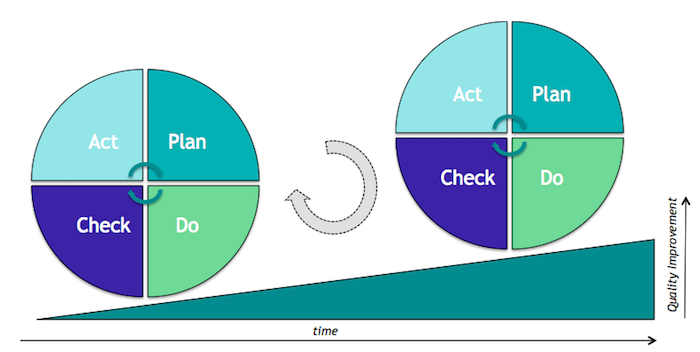 Act
Plan
Check
Do
Act
Plan
Check
Do
Quality Improvement
time